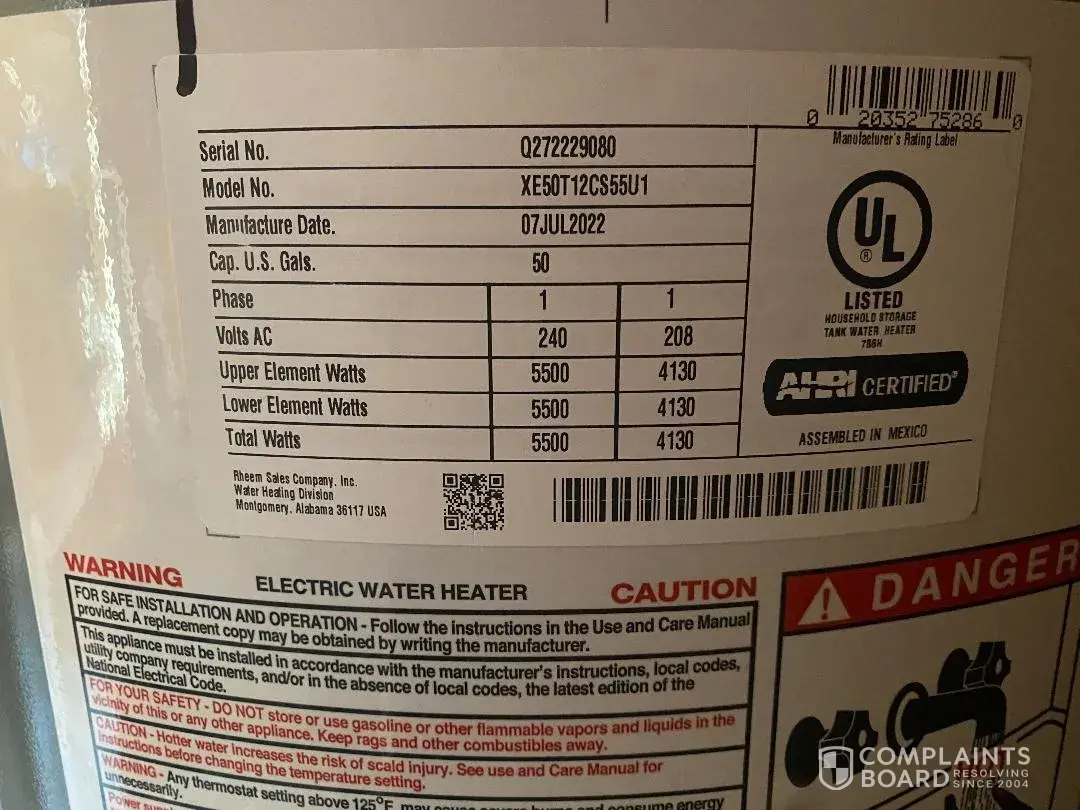 0 20352 75286 0
Manufacturer's Rating Label
Serial No. Q272229080
Model No. XE50T12CS55U1
Manufacture Date. 07JUL2022
Cap. U.S. Gals. 50
Phase 1 1
Volts AC 240 208
Upper Element Watts 5500 4130
Lower Element Watts 5500 4130
Total Watts 5500 4130
UL
®
LISTED
HOUSEHOLD STORAGE
TANK WATER HEATER
786H
AHRI CERTIFIED®
ASSEMBLED IN MEXICO
Rheem Sales Company, Inc.
Water Heating Division
Montgomery, Alabama 36117 USA
WARNING ELECTRIC WATER HEATER CAUTION
FOR SAFE INSTALLATION AND OPERATION - Follow the instructions in the Use and Care Manual
provided. A replacement copy may be obtained by writing the manufacturer.
This appliance must be installed in accordance with the manufacturer's instructions, local codes,
utility company requirements, and/or in the absence of local codes, the latest edition of the
National Electrical Code.
FOR YOUR SAFETY - DO NOT store or use gasoline or other flammable vapors and liquids in the
vicinity of this or any other appliance. Keep rags and other combustibles away.
CAUTION - Hotter water increases the risk of scald injury. See use and Care Manual for
instructions before changing the temperature setting.
WARNING - Any thermostat setting above 125°F may cause severe burns and consume energy
unnecessarily.
Power
DANGER
COMPLAINTS
BOARD RESOLVING
SINCE 2004